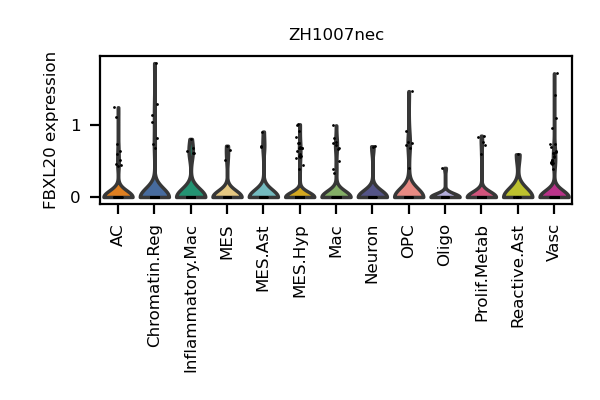 ZH1007nec
FBXL20 expression
1
0
AC
Chromatin.Reg
Inflammatory.Mac
MES
MES.Ast
MES.Hyp
Mac
Neuron
OPC
Oligo
Prolif.Metab
Reactive.Ast
Vasc